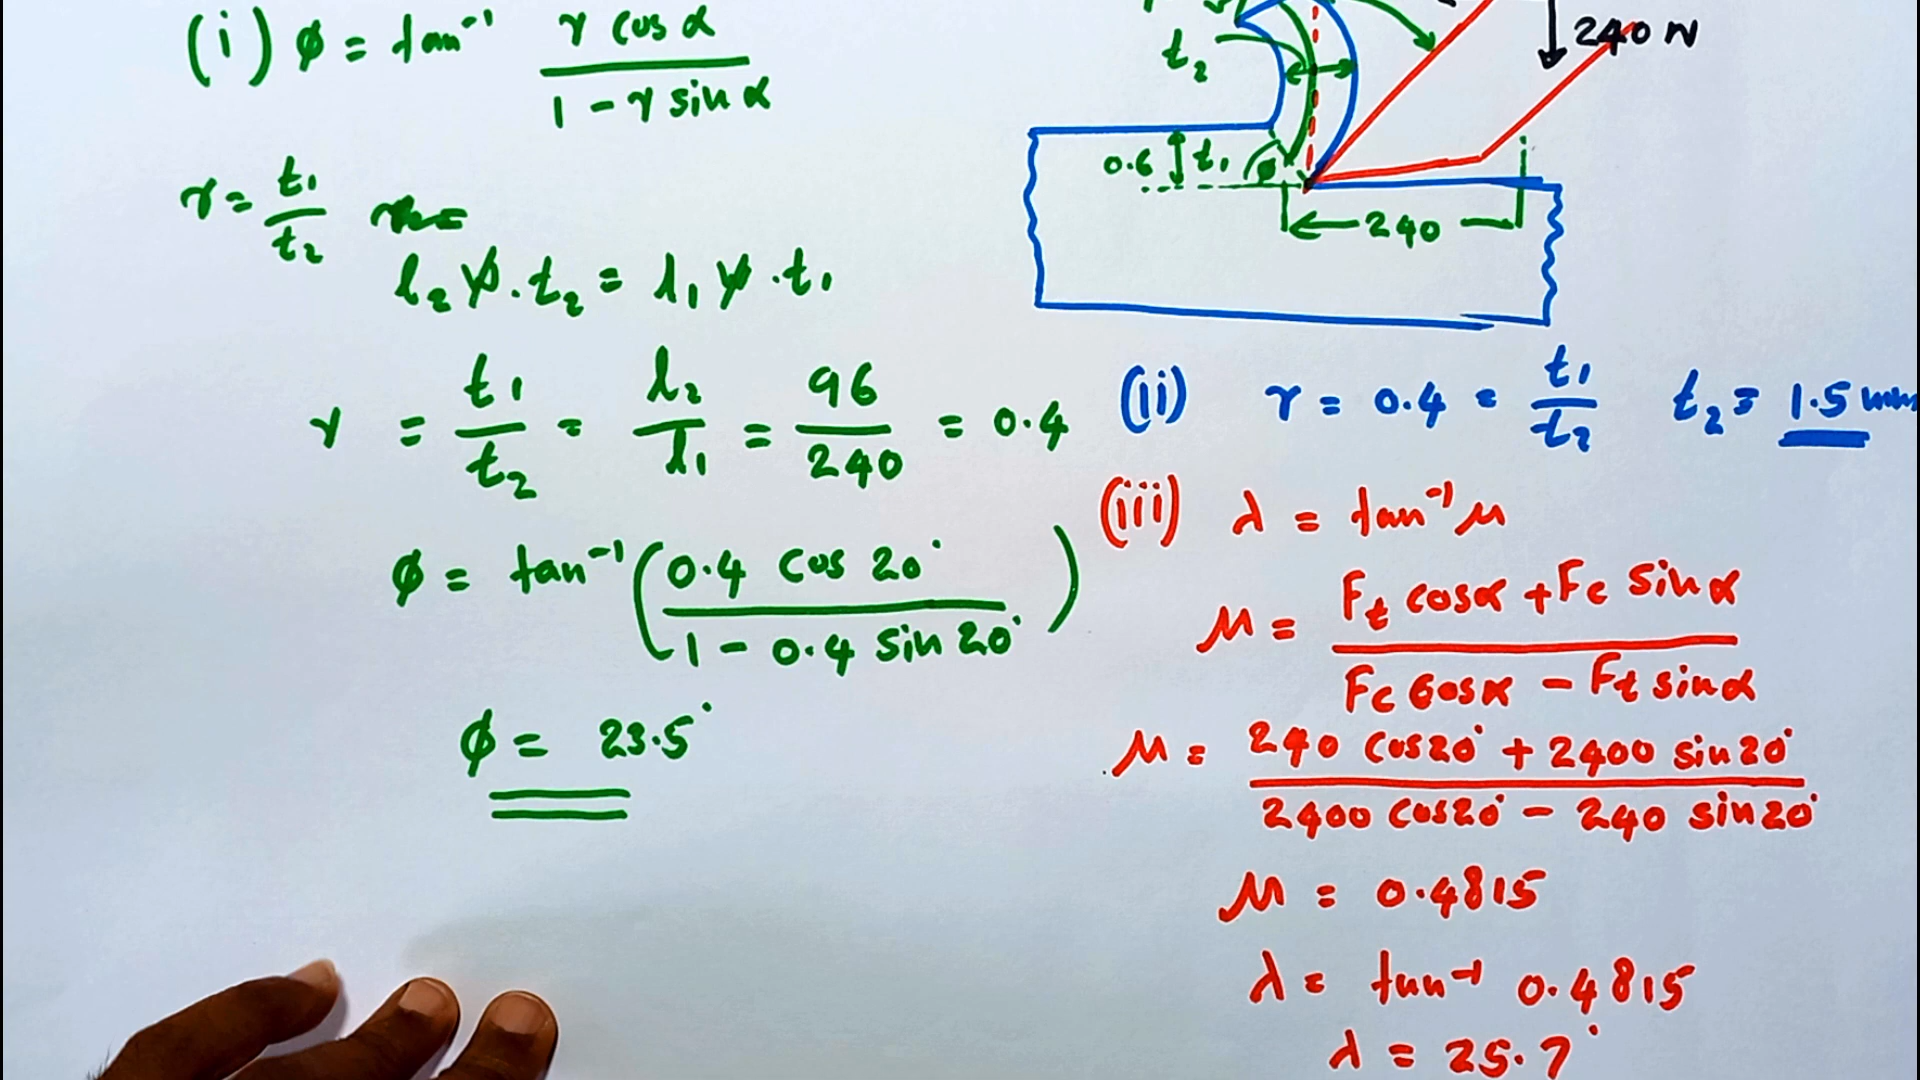 (i) φ = tan⁻¹ r cos α / 1 - r sin α
r = t₁ / t₂
l₂ b . t₂ = l₁ b . t₁
r = t₁ / t₂ = l₂ / l₁ = 96 / 240 = 0.4
φ = tan⁻¹ ( 0.4 cos 20° / 1 - 0.4 sin 20° )
φ = 23.5°
t₂
240 N
0.6 t₁ φ
240
(ii) r = 0.4 = t₁ / t₂ t₂ = 1.5 mm
(iii) λ = tan⁻¹ μ
μ = Ft cos α + Fc sin α / Fc cos α - Ft sin α
μ = 240 cos 20° + 2400 sin 20° / 2400 cos 20° - 240 sin 20°
μ = 0.4815
λ = tan⁻¹ 0.4815
λ = 25.7°